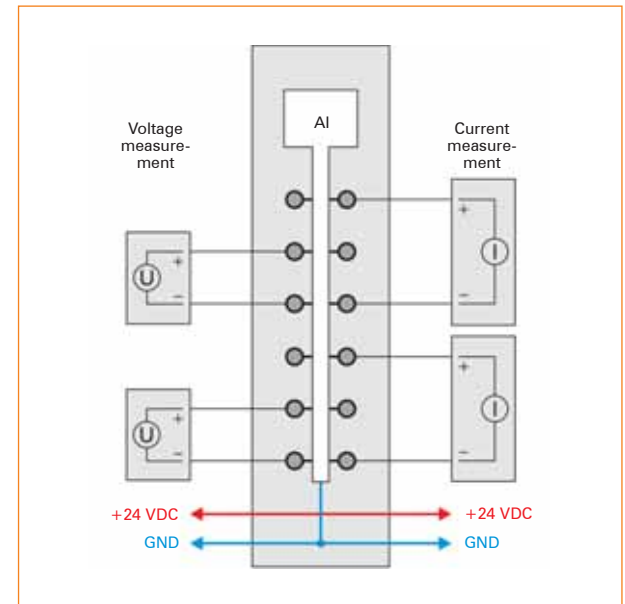 AI
Voltage
measure-
ment
Current
measure-
ment
+
+
U
I
−
−
+
+
U
I
−
−
+24 VDC
+24 VDC
GND
GND